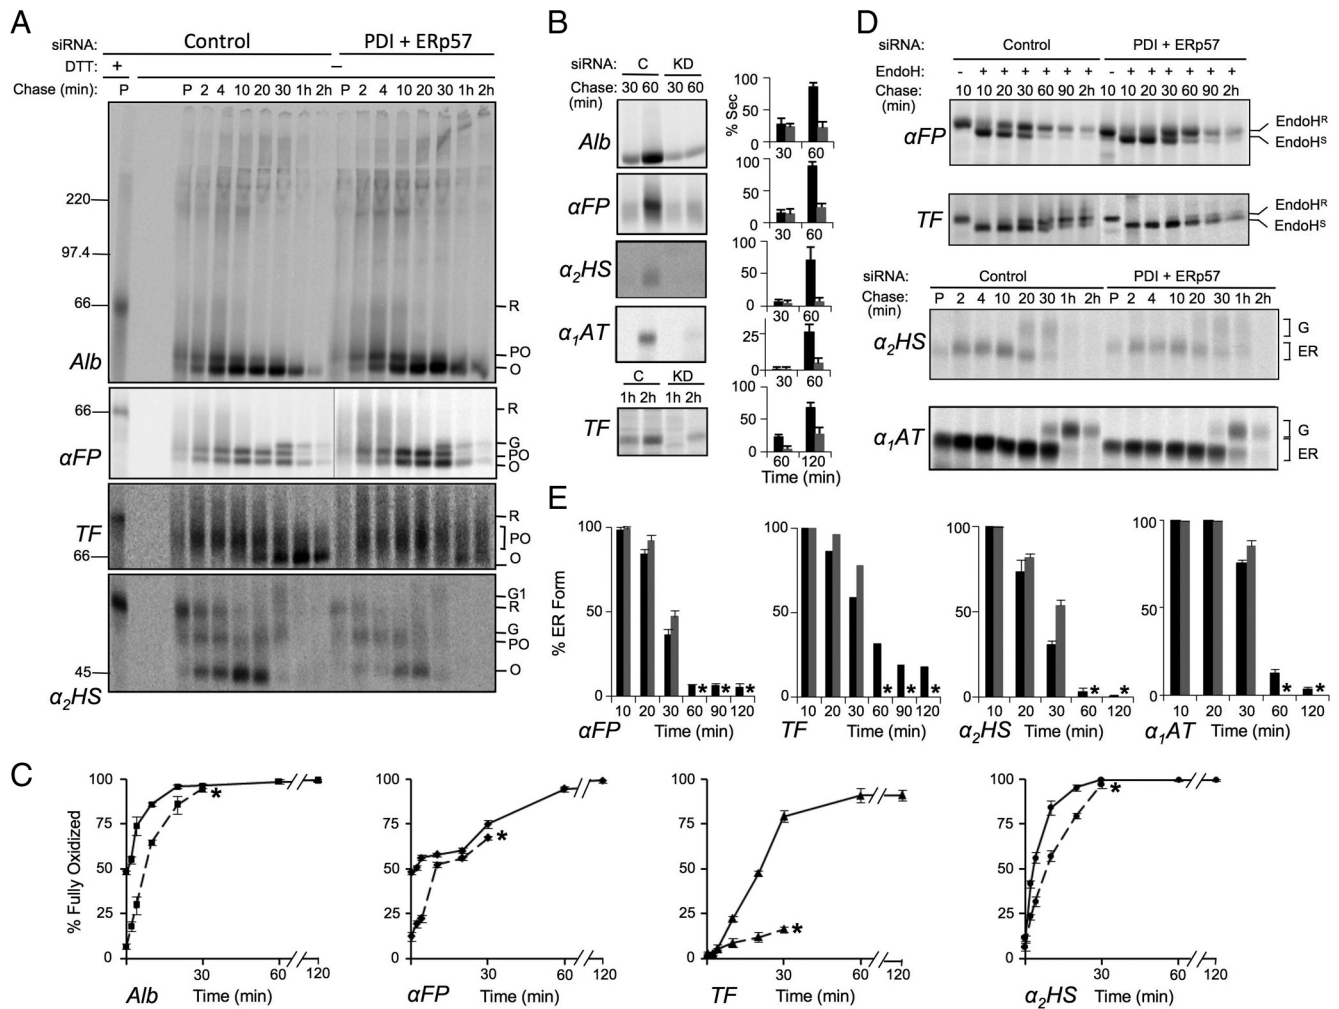 A
siRNA: Control PDI + ERp57
DTT: + –
Chase (min): P P 2 4 10 20 30 1h 2h P 2 4 10 20 30 1h 2h
220
97.4
66 R
Alb PO
O
66 R
G
αFP PO
O
R
TF PO
66 O
G1
R
G
PO
45 O
α2HS
B
siRNA: C KD
Chase: 30 60 30 60
(min)
Alb
αFP
α2HS
α1AT
C KD
1h 2h 1h 2h
TF
% Sec
100
50
0
30 60
100
50
0
30 60
100
50
0
30 60
25
0
30 60
100
50
0
60 120
Time (min)
D
siRNA: Control PDI + ERp57
EndoH: - + + + + + + - + + + + + +
Chase: 10 10 20 30 60 90 2h 10 10 20 30 60 90 2h
(min)
αFP EndoHR
EndoHS
TF EndoHR
EndoHS
siRNA: Control PDI + ERp57
Chase: P 2 4 10 20 30 1h 2h P 2 4 10 20 30 1h 2h
(min)
α2HS G
ER
α1AT G
ER
E
% ER Form
100
50
0
10 20 30 60 90 120
* * *
αFP Time (min)
100
50
0
10 20 30 60 90 120
* * *
TF Time (min)
100
50
0
10 20 30 60 120
* *
α2HS Time (min)
100
50
0
10 20 30 60 120
* *
α1AT Time (min)
C
% Fully Oxidized
100
75
50
25
0
*
30 60 120
Alb Time (min)
100
75
50
25
0
*
30 60 120
αFP Time (min)
100
75
50
25
0
*
30 60 120
TF Time (min)
100
75
50
25
0
*
30 60 120
α2HS Time (min)